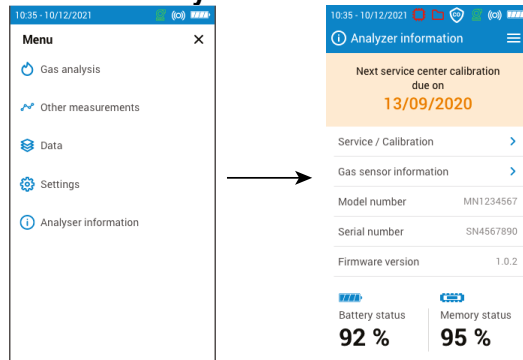 10:35 - 10/12/2021
Menu
Gas analysis
Other measurements
Data
Settings
Analyser information
10:35 - 10/12/2021 CO
Analyzer information
Next service center calibration
due on
13/09/2020
Service / Calibration
Gas sensor information
Model number MN1234567
Serial number SN4567890
Firmware version 1.0.2
Battery status Memory status
92 % 95 %